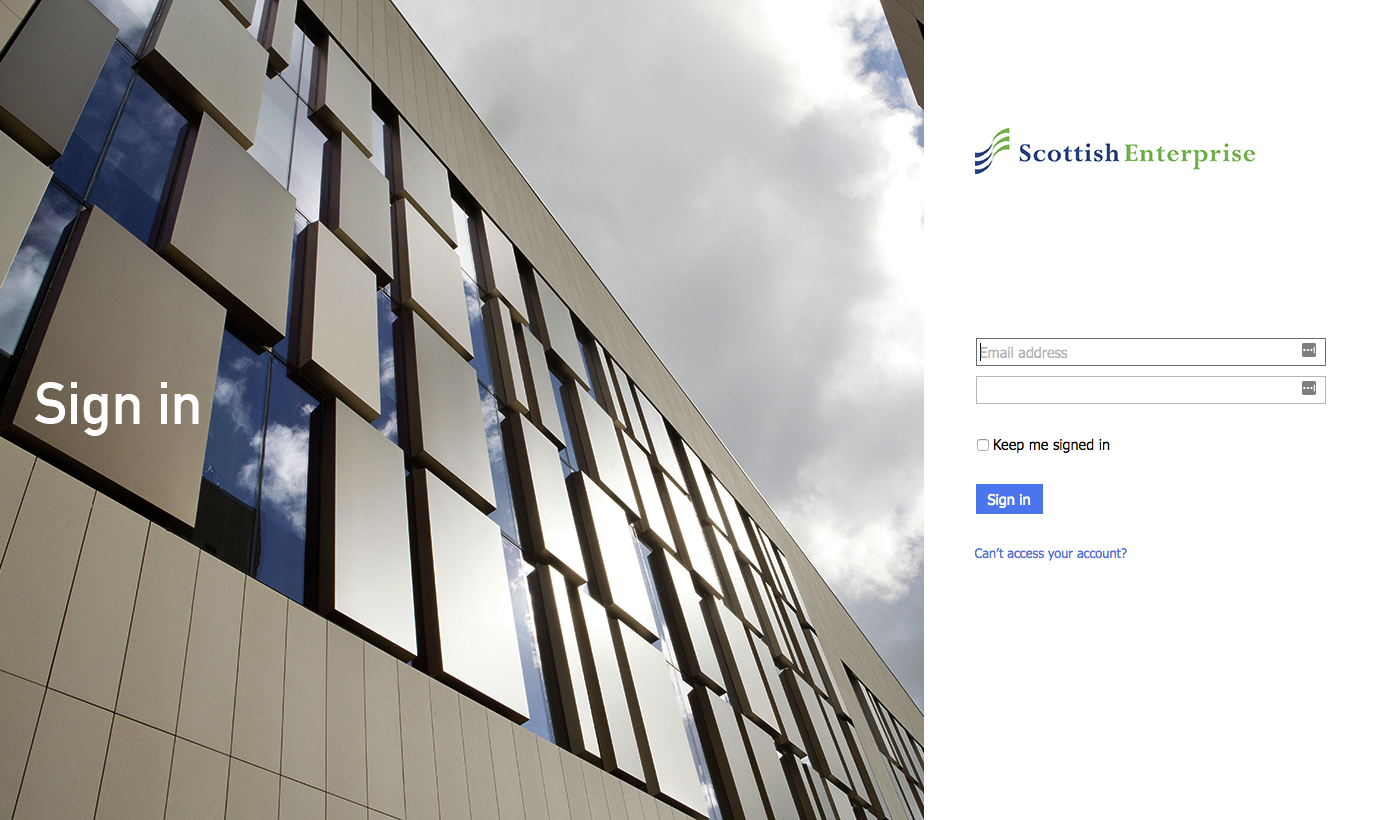 Sign in
Scottish Enterprise
Email address
Keep me signed in
Sign in
Can't access your account?